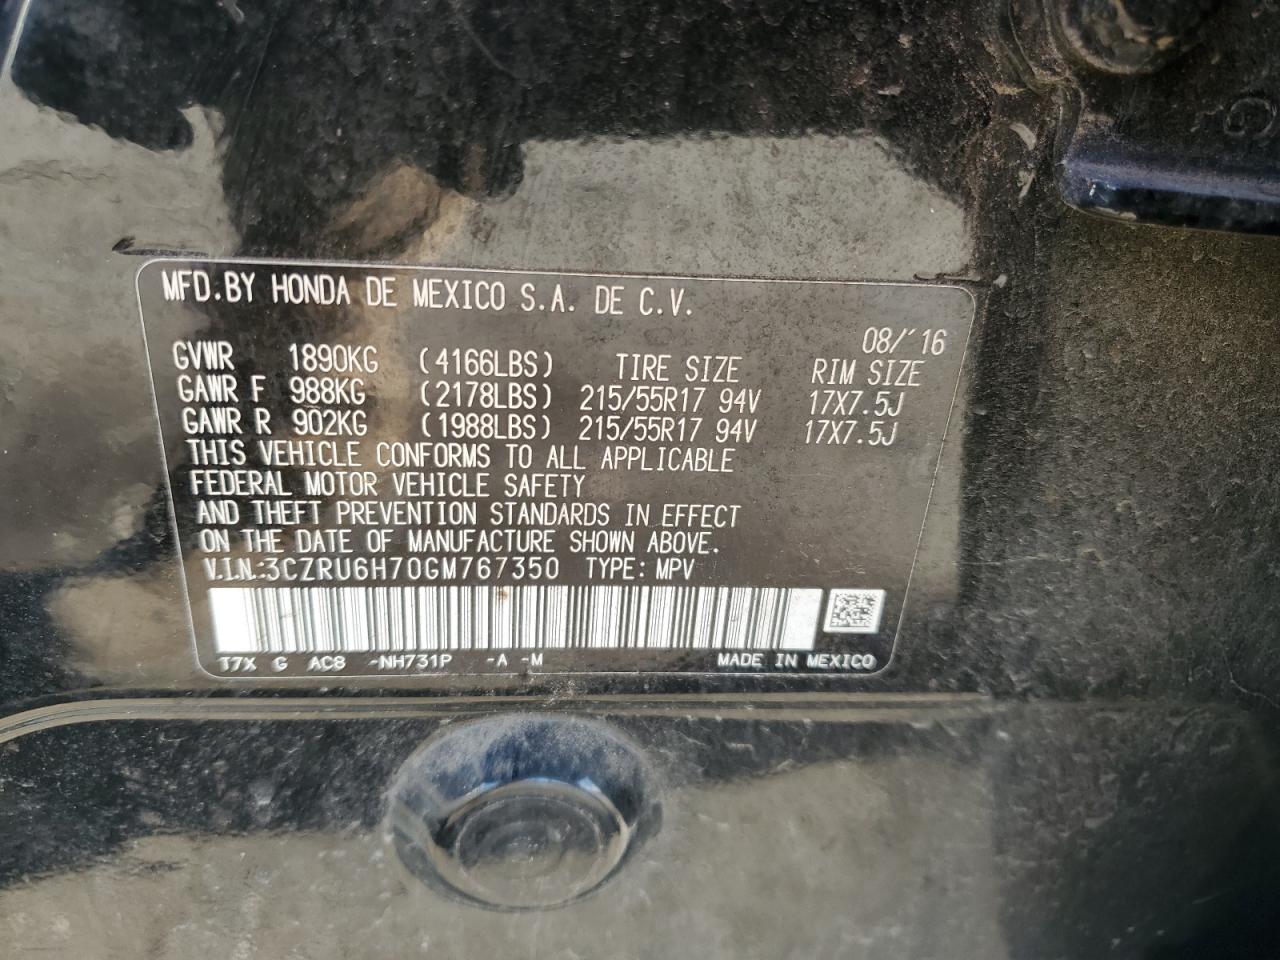 MFD.BY HONDA DE MEXICO S.A. DE C.V.
08/'16
GVWR 1890KG (4166LBS) TIRE SIZE RIM SIZE
GAWR F 988KG (2178LBS) 215/55R17 94V 17X7.5J
GAWR R 902KG (1988LBS) 215/55R17 94V 17X7.5J
THIS VEHICLE CONFORMS TO ALL APPLICABLE
FEDERAL MOTOR VEHICLE SAFETY
AND THEFT PREVENTION STANDARDS IN EFFECT
ON THE DATE OF MANUFACTURE SHOWN ABOVE.
V.I.N.:3CZRU6H70GM767350 TYPE: MPV
T7X G AC8 -NH731P -A -M MADE IN MEXICO